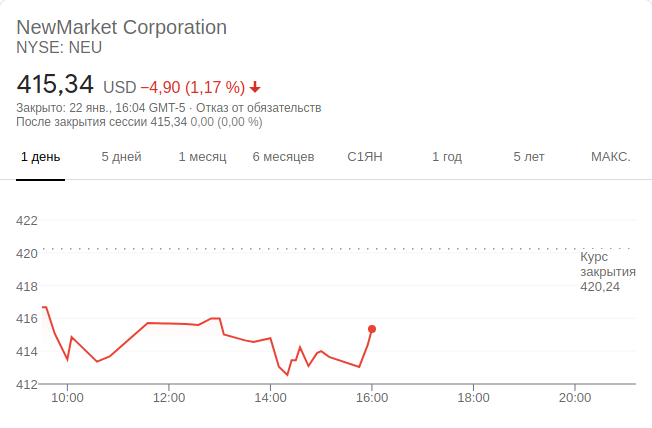 NewMarket Corporation
NYSE: NEU
415,34 USD −4,90 (1,17 %)
Закрыто: 22 янв., 16:04 GMT-5 · Отказ от обязательств
После закрытия сессии 415,34 0,00 (0,00 %)
1 день 5 дней 1 месяц 6 месяцев С1ЯН 1 год 5 лет МАКС.
422
420
418
416
414
412
Курс
закрытия
420,24
10:00 12:00 14:00 16:00 18:00 20:00